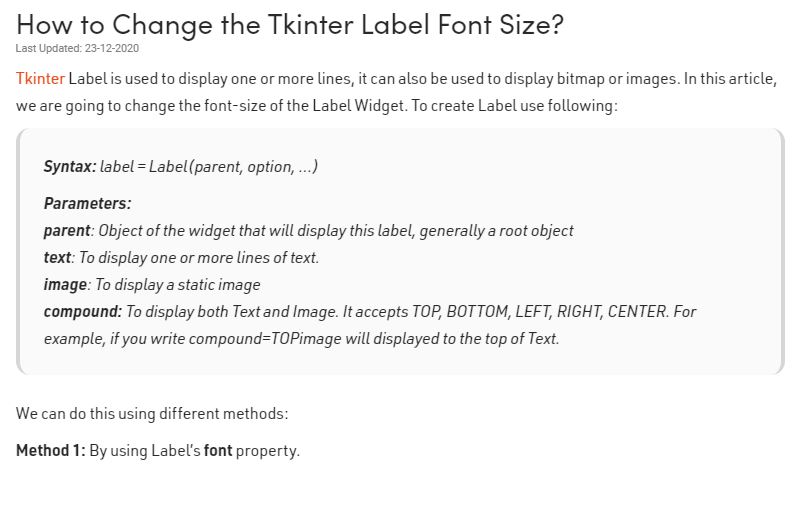 How to Change the Tkinter Label Font Size?
Last Updated: 23-12-2020
Tkinter Label is used to display one or more lines, it can also be used to display bitmap or images. In this article,
we are going to change the font-size of the Label Widget. To create Label use following:
Syntax: label = Label(parent, option, …)
Parameters:
parent: Object of the widget that will display this label, generally a root object
text: To display one or more lines of text.
image: To display a static image
compound: To display both Text and Image. It accepts TOP, BOTTOM, LEFT, RIGHT, CENTER. For
example, if you write compound=TOPimage will displayed to the top of Text.
We can do this using different methods:
Method 1: By using Label’s font property.